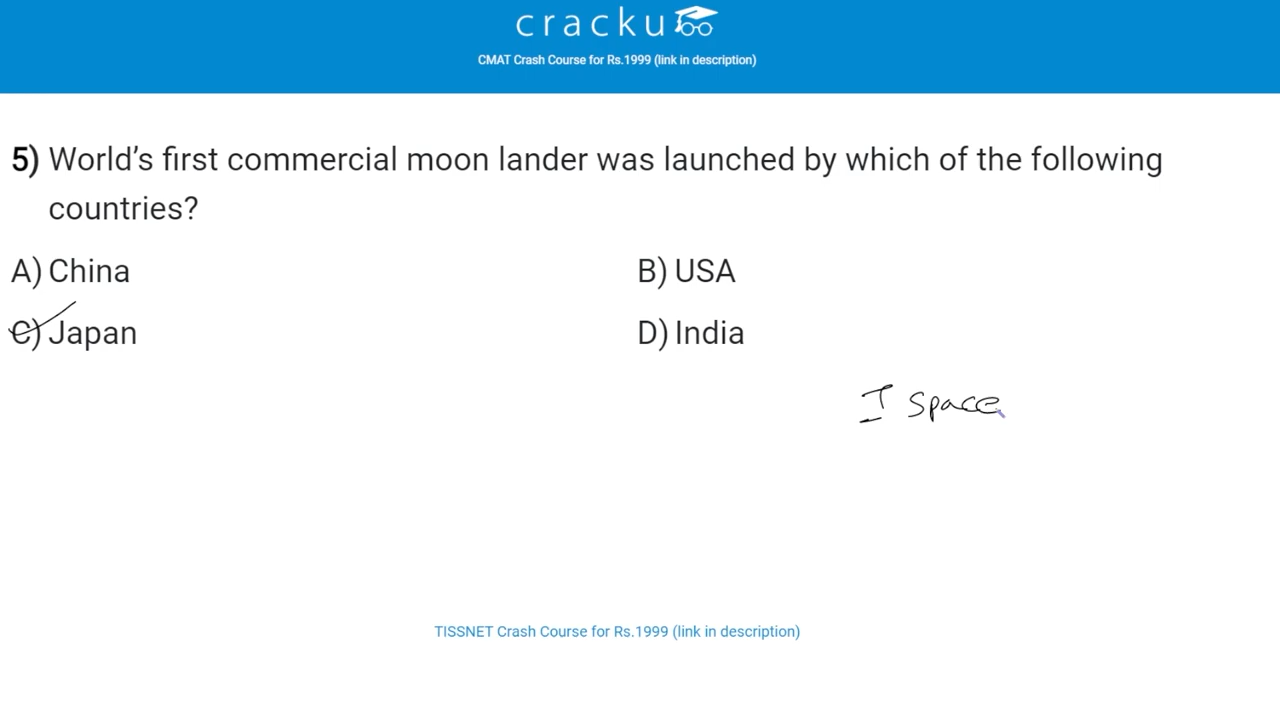 cracku
CMAT Crash Course for Rs.1999 (link in description)
5) World's first commercial moon lander was launched by which of the following
countries?
A) China
B) USA
C) Japan
D) India
I space
TISSNET Crash Course for Rs.1999 (link in description)